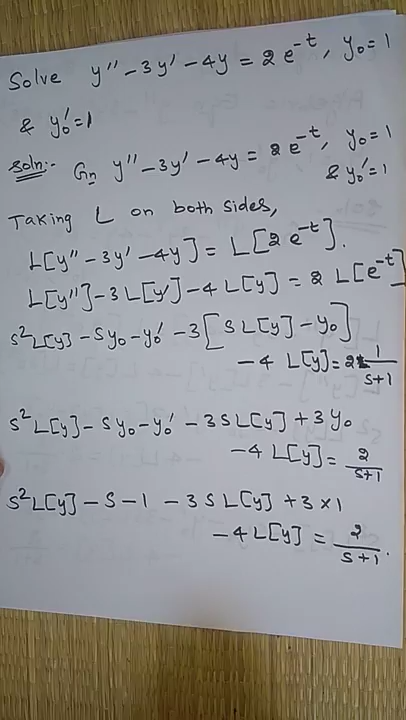 Solve y'' - 3y' - 4y = 2e^-t, y₀ = 1
& y₀' = 1
Soln:- Gn y'' - 3y' - 4y = 2e^-t, y₀ = 1
& y₀' = 1
Taking L on both sides,
L[y'' - 3y' - 4y] = L[2e^-t].
L[y''] - 3L[y'] - 4L[y] = 2L[e^-t]
s²L[y] - sy₀ - y₀' - 3[sL[y] - y₀]
- 4 L[y] = 2 1/(s+1)
s²L[y] - sy₀ - y₀' - 3sL[y] + 3y₀
- 4L[y] = 2/(s+1)
s²L[y] - s - 1 - 3sL[y] + 3×1
- 4L[y] = 2/(s+1).